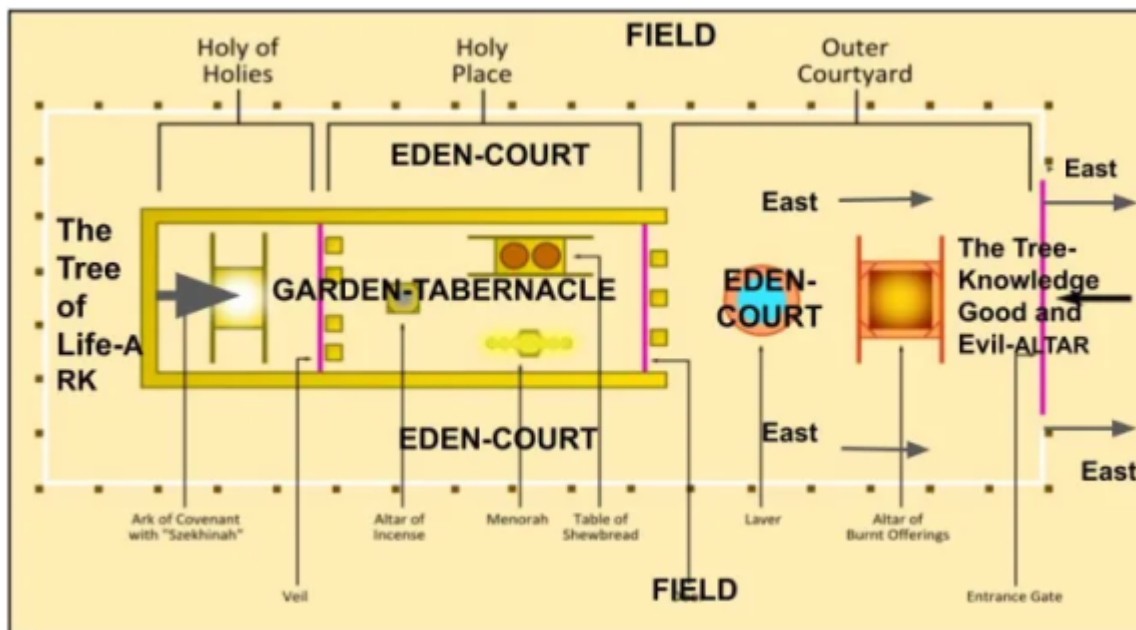 FIELD
Holy of
Holies
Holy
Place
Outer
Courtyard
EDEN-COURT
East
East
The
Tree
of
Life-A
RK
GARDEN-TABERNACLE
EDEN-
COURT
The Tree-
Knowledge
Good and
Evil-ALTAR
EDEN-COURT
East
East
Ark of Covenant
with "Szekhinah"
Altar of
Incense
Menorah
Table of
Shewbread
Laver
Altar of
Burnt Offerings
Veil
FIELD
Entrance Gate